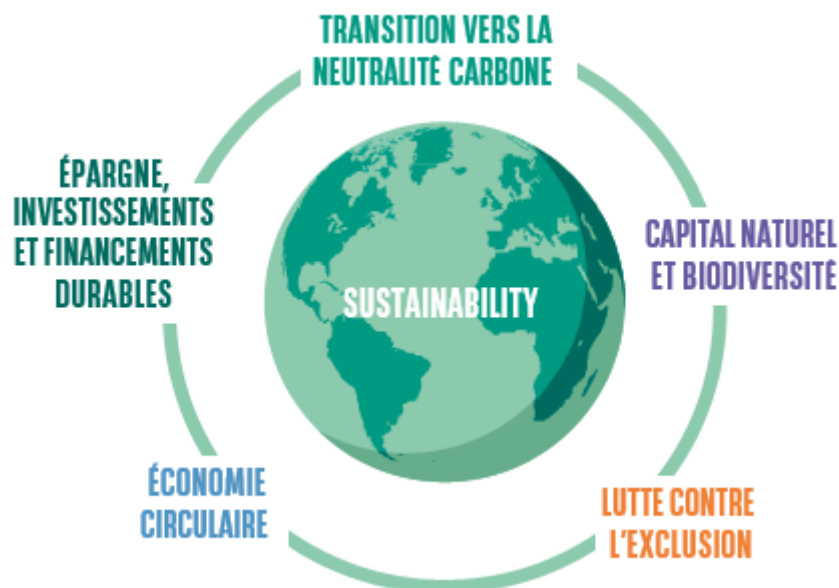 TRANSITION VERS LA
NEUTRALITÉ CARBONE
ÉPARGNE,
INVESTISSEMENTS
ET FINANCEMENTS
DURABLES
CAPITAL NATUREL
ET BIODIVERSITÉ
SUSTAINABILITY
ÉCONOMIE
CIRCULAIRE
LUTTE CONTRE
L'EXCLUSION